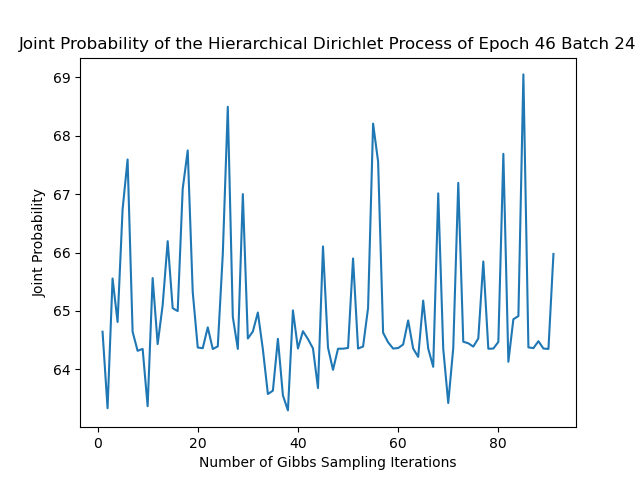 Joint Probability of the Hierarchical Dirichlet Process of Epoch 46 Batch 24
69
68
67
66
65
64
Joint Probability
0 20 40 60 80
Number of Gibbs Sampling Iterations